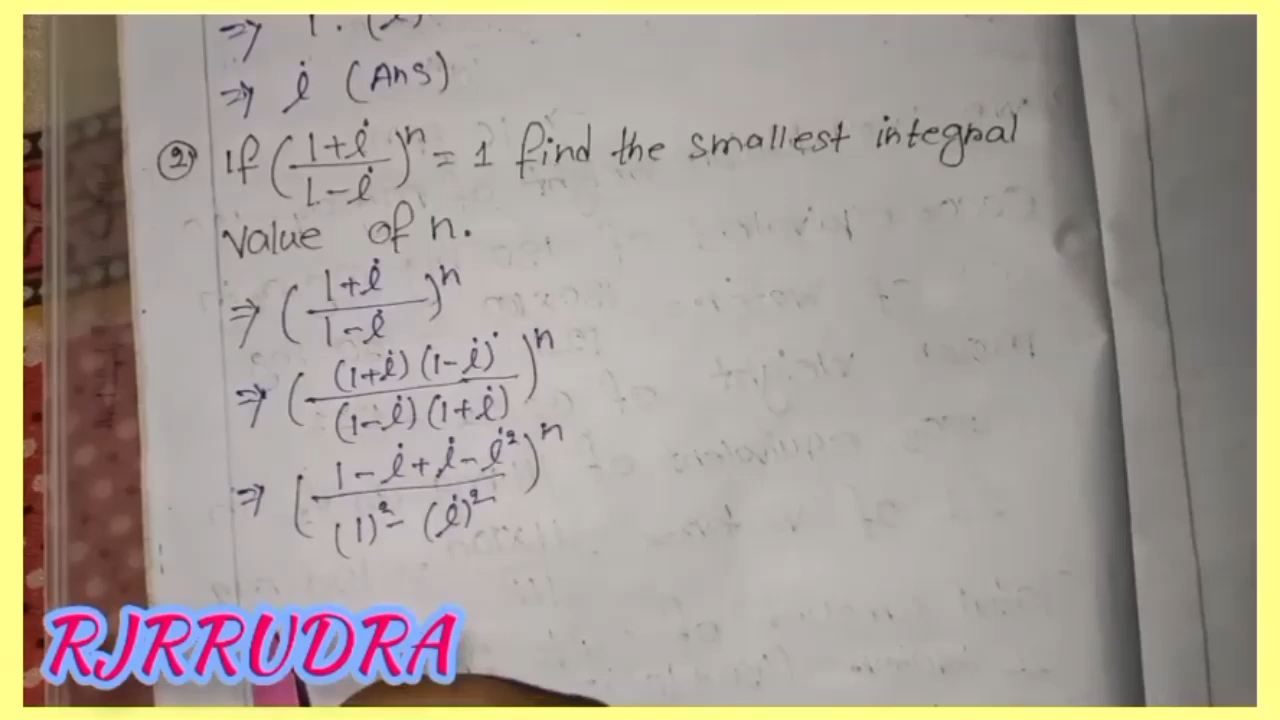 ⇒ 1. (i)
⇒ i (Ans)
② If ((1+i)/(1-i))^n = 1 find the smallest integral
value of n.
⇒ ((1+i)/(1-i))^n
⇒ (((1+i) (1-i))/((1-i) (1+i)))^n
⇒ ((1-i+i-i²)/((1)²-(i)²))^n
RJRRUDRA